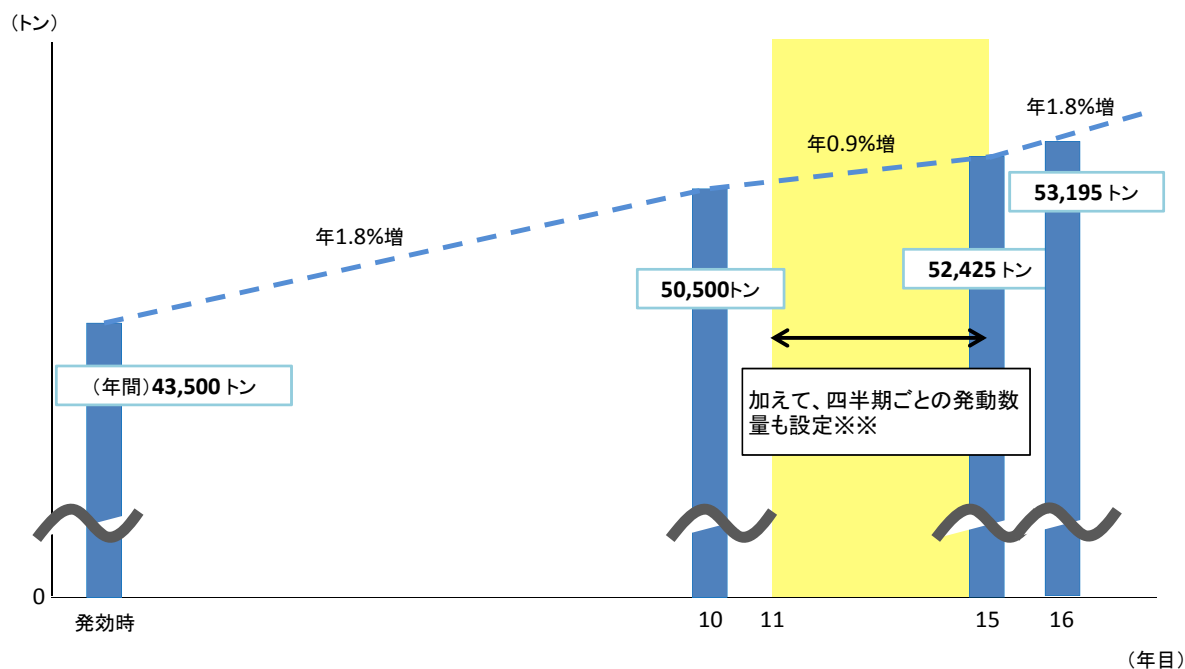 (トン)
年1.8%増
年0.9%増
53,195 トン
年1.8%増
52,425 トン
50,500トン
(年間)43,500 トン
加えて、四半期ごとの発動数
量も設定※※
0
発効時
10
11
15
16
(年目)